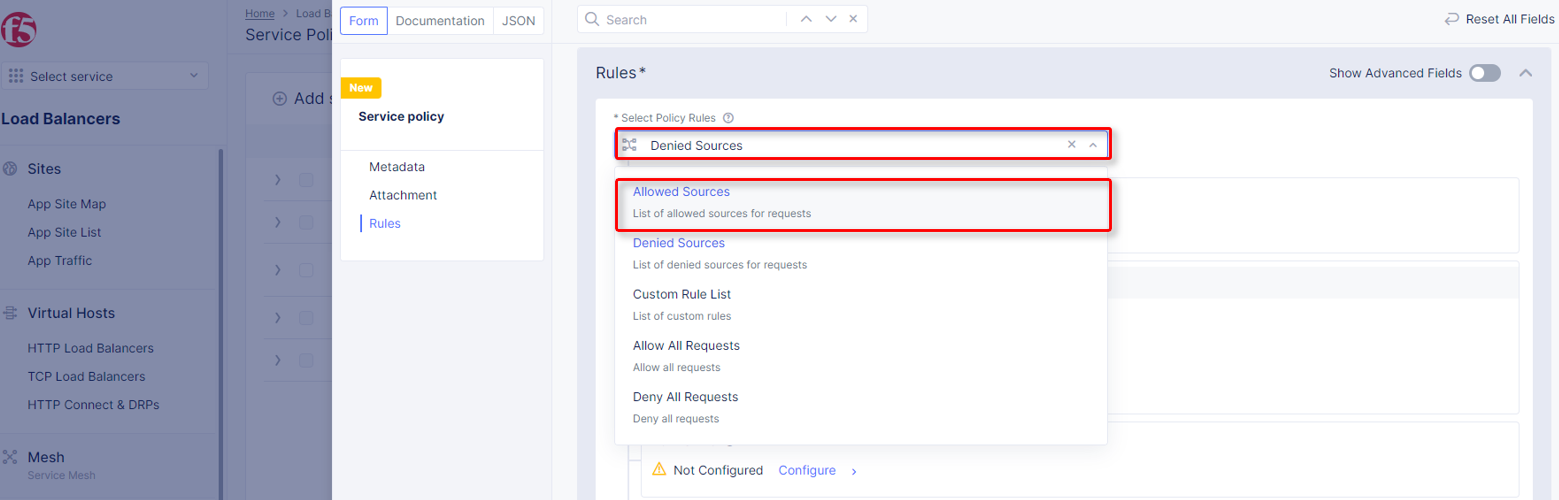 f5
Select service
Load Balancers
Sites
App Site Map
App Site List
App Traffic
Virtual Hosts
HTTP Load Balancers
TCP Load Balancers
HTTP Connect & DRPs
Mesh
Service Mesh
Home > Load B
Service Poli
Add s
Form
Documentation
JSON
New
Service policy
Metadata
Attachment
Rules
Search
Reset All Fields
Rules *
Show Advanced Fields
* Select Policy Rules
Denied Sources
Allowed Sources
List of allowed sources for requests
Denied Sources
List of denied sources for requests
Custom Rule List
List of custom rules
Allow All Requests
Allow all requests
Deny All Requests
Deny all requests
Not Configured Configure >